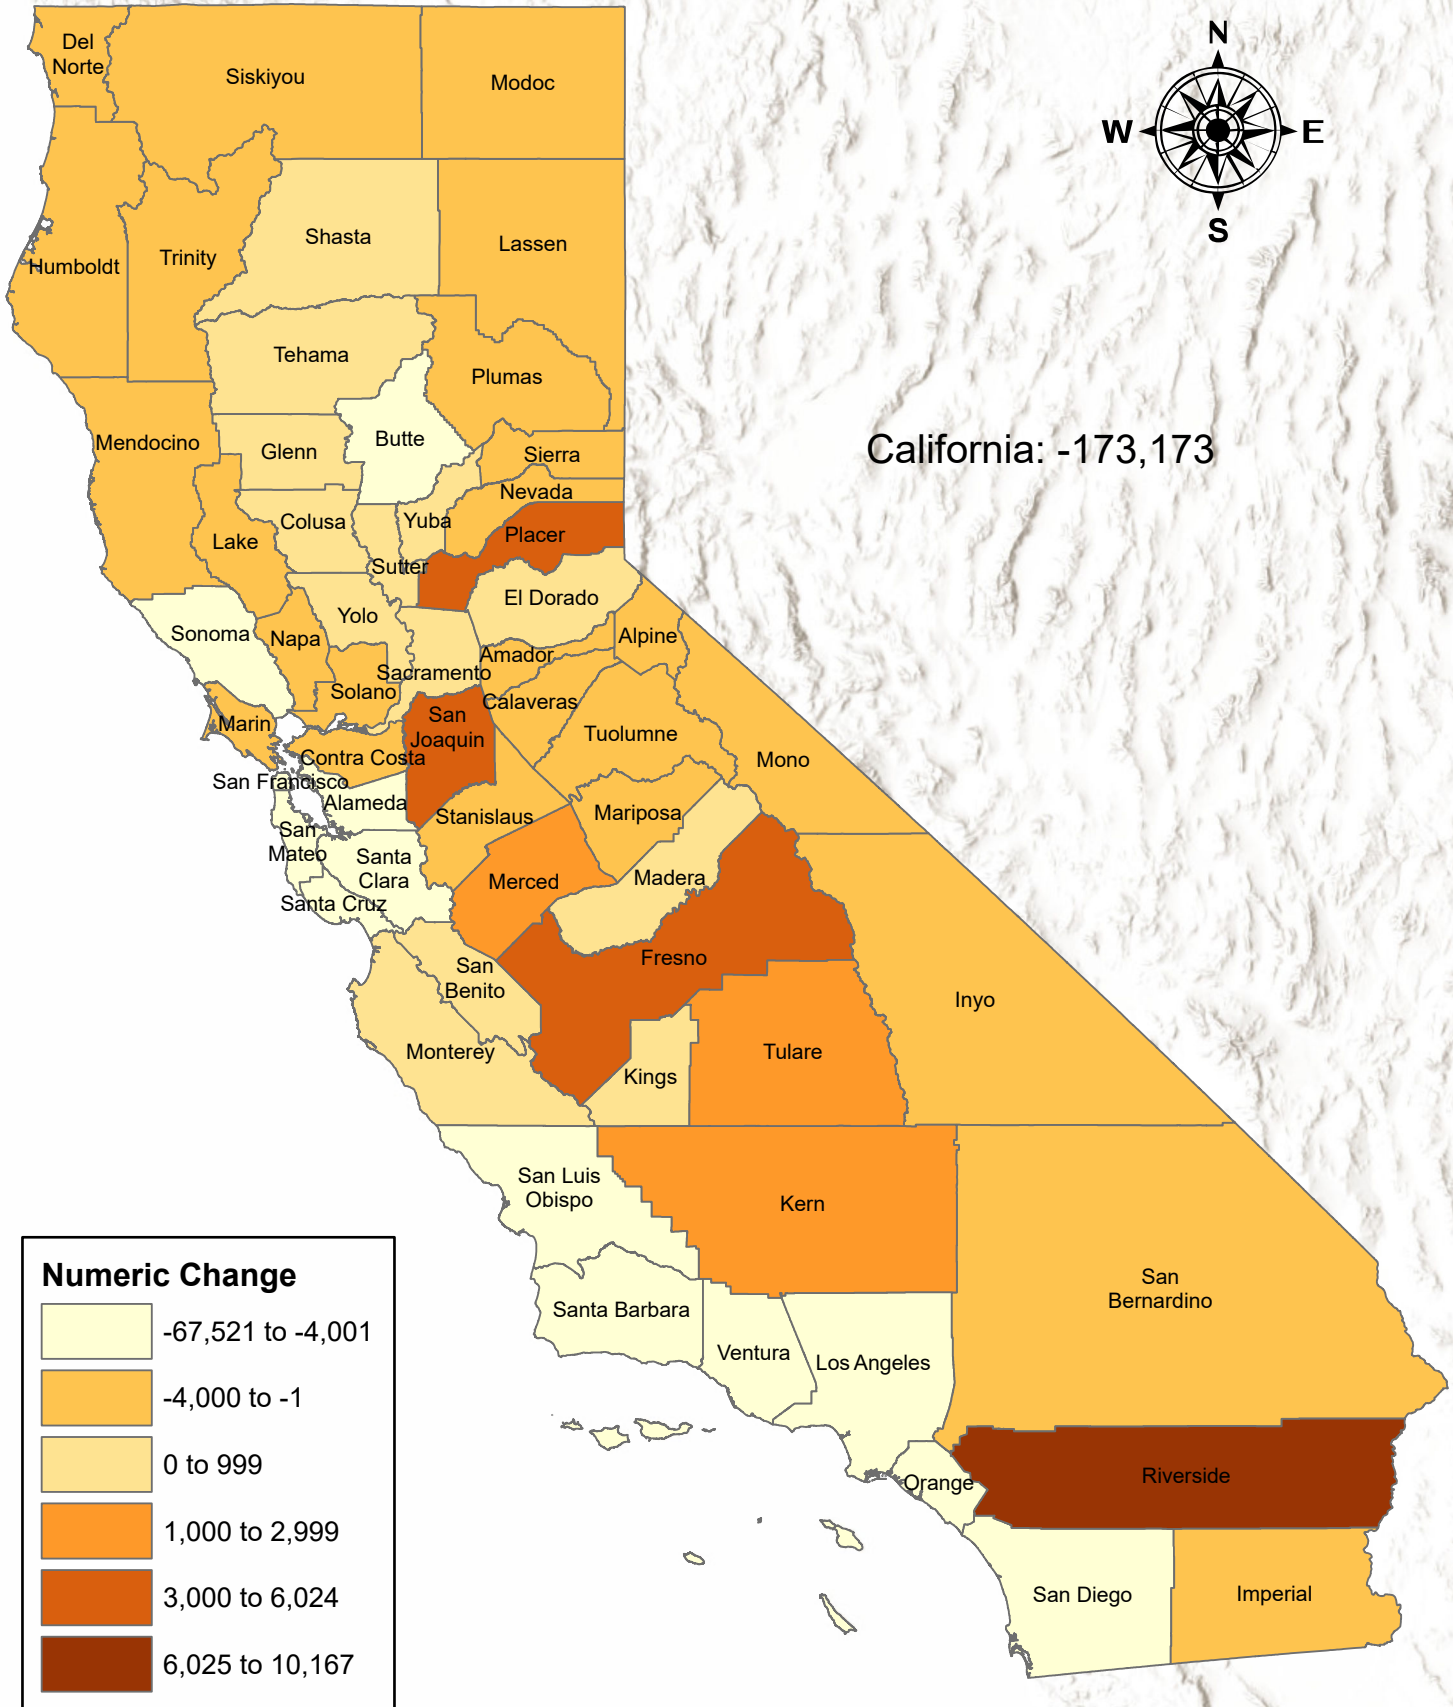 N
W
E
S
Del
Norte
Siskiyou
Modoc
Shasta
Lassen
Trinity
Humboldt
Tehama
Plumas
Mendocino
Butte
Glenn
Sierra
California: -173,173
Nevada
Colusa
Yuba
Placer
Lake
Sutter
El Dorado
Yolo
Sonoma
Napa
Alpine
Amador
Sacramento
Solano
Calaveras
Marin
San
Joaquin
Tuolumne
Contra Costa
Mono
San Francisco
Alameda
Stanislaus
Mariposa
San
Mateo
Santa
Clara
Merced
Madera
Santa Cruz
Fresno
San
Benito
Inyo
Monterey
Tulare
Kings
San Luis
Obispo
Kern
San
Bernardino
Santa Barbara
Ventura
Los Angeles
Orange
Riverside
San Diego
Imperial
Numeric Change
-67,521 to -4,001
-4,000 to -1
0 to 999
1,000 to 2,999
3,000 to 6,024
6,025 to 10,167